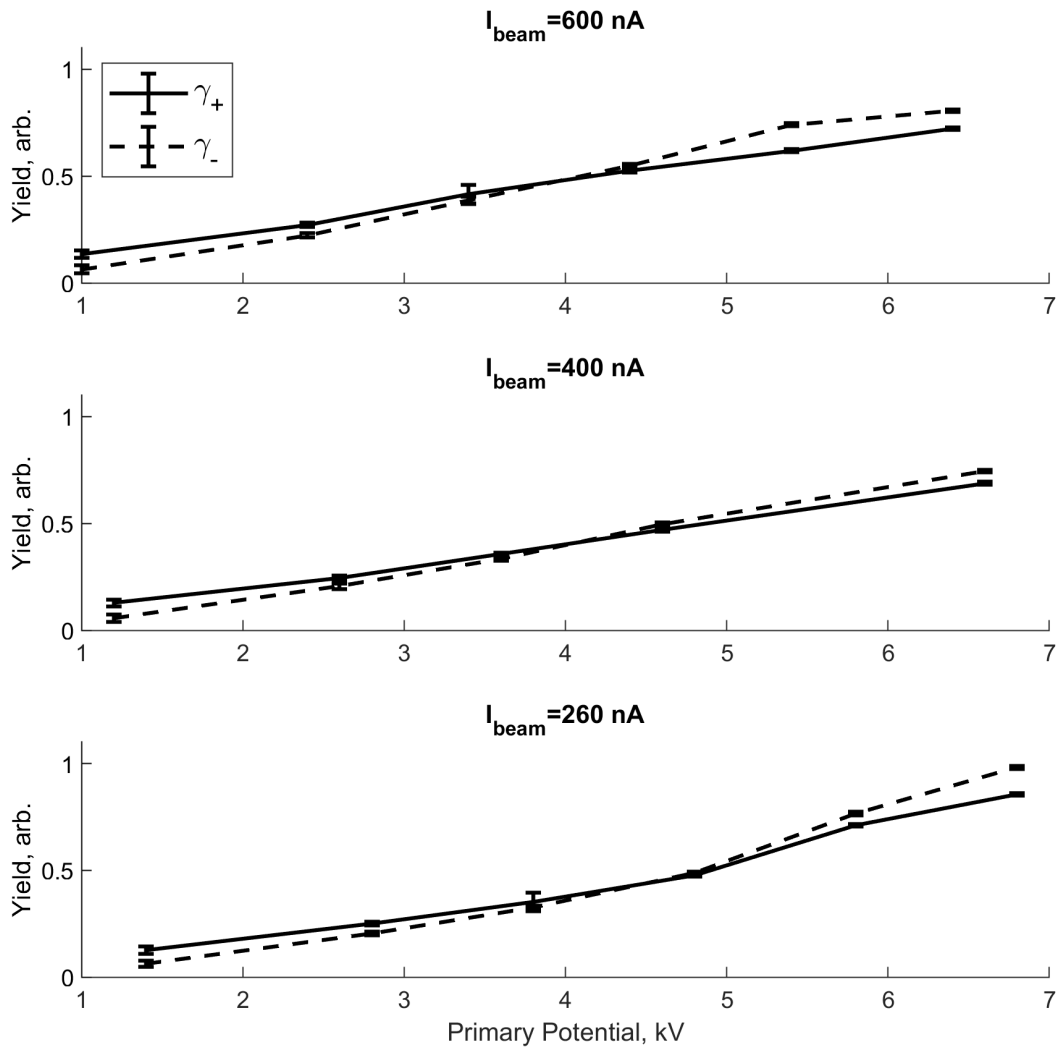 I_beam=600 nA
Yield, arb.
1
0.5
0
γ+
γ-
1 2 3 4 5 6 7
I_beam=400 nA
Yield, arb.
1
0.5
0
1 2 3 4 5 6 7
I_beam=260 nA
Yield, arb.
1
0.5
0
1 2 3 4 5 6 7
Primary Potential, kV